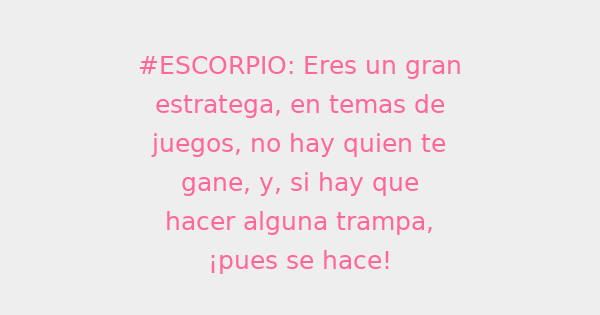 #ESCORPIO: Eres un gran
estratega, en temas de
juegos, no hay quien te
gane, y, si hay que
hacer alguna trampa,
¡pues se hace!